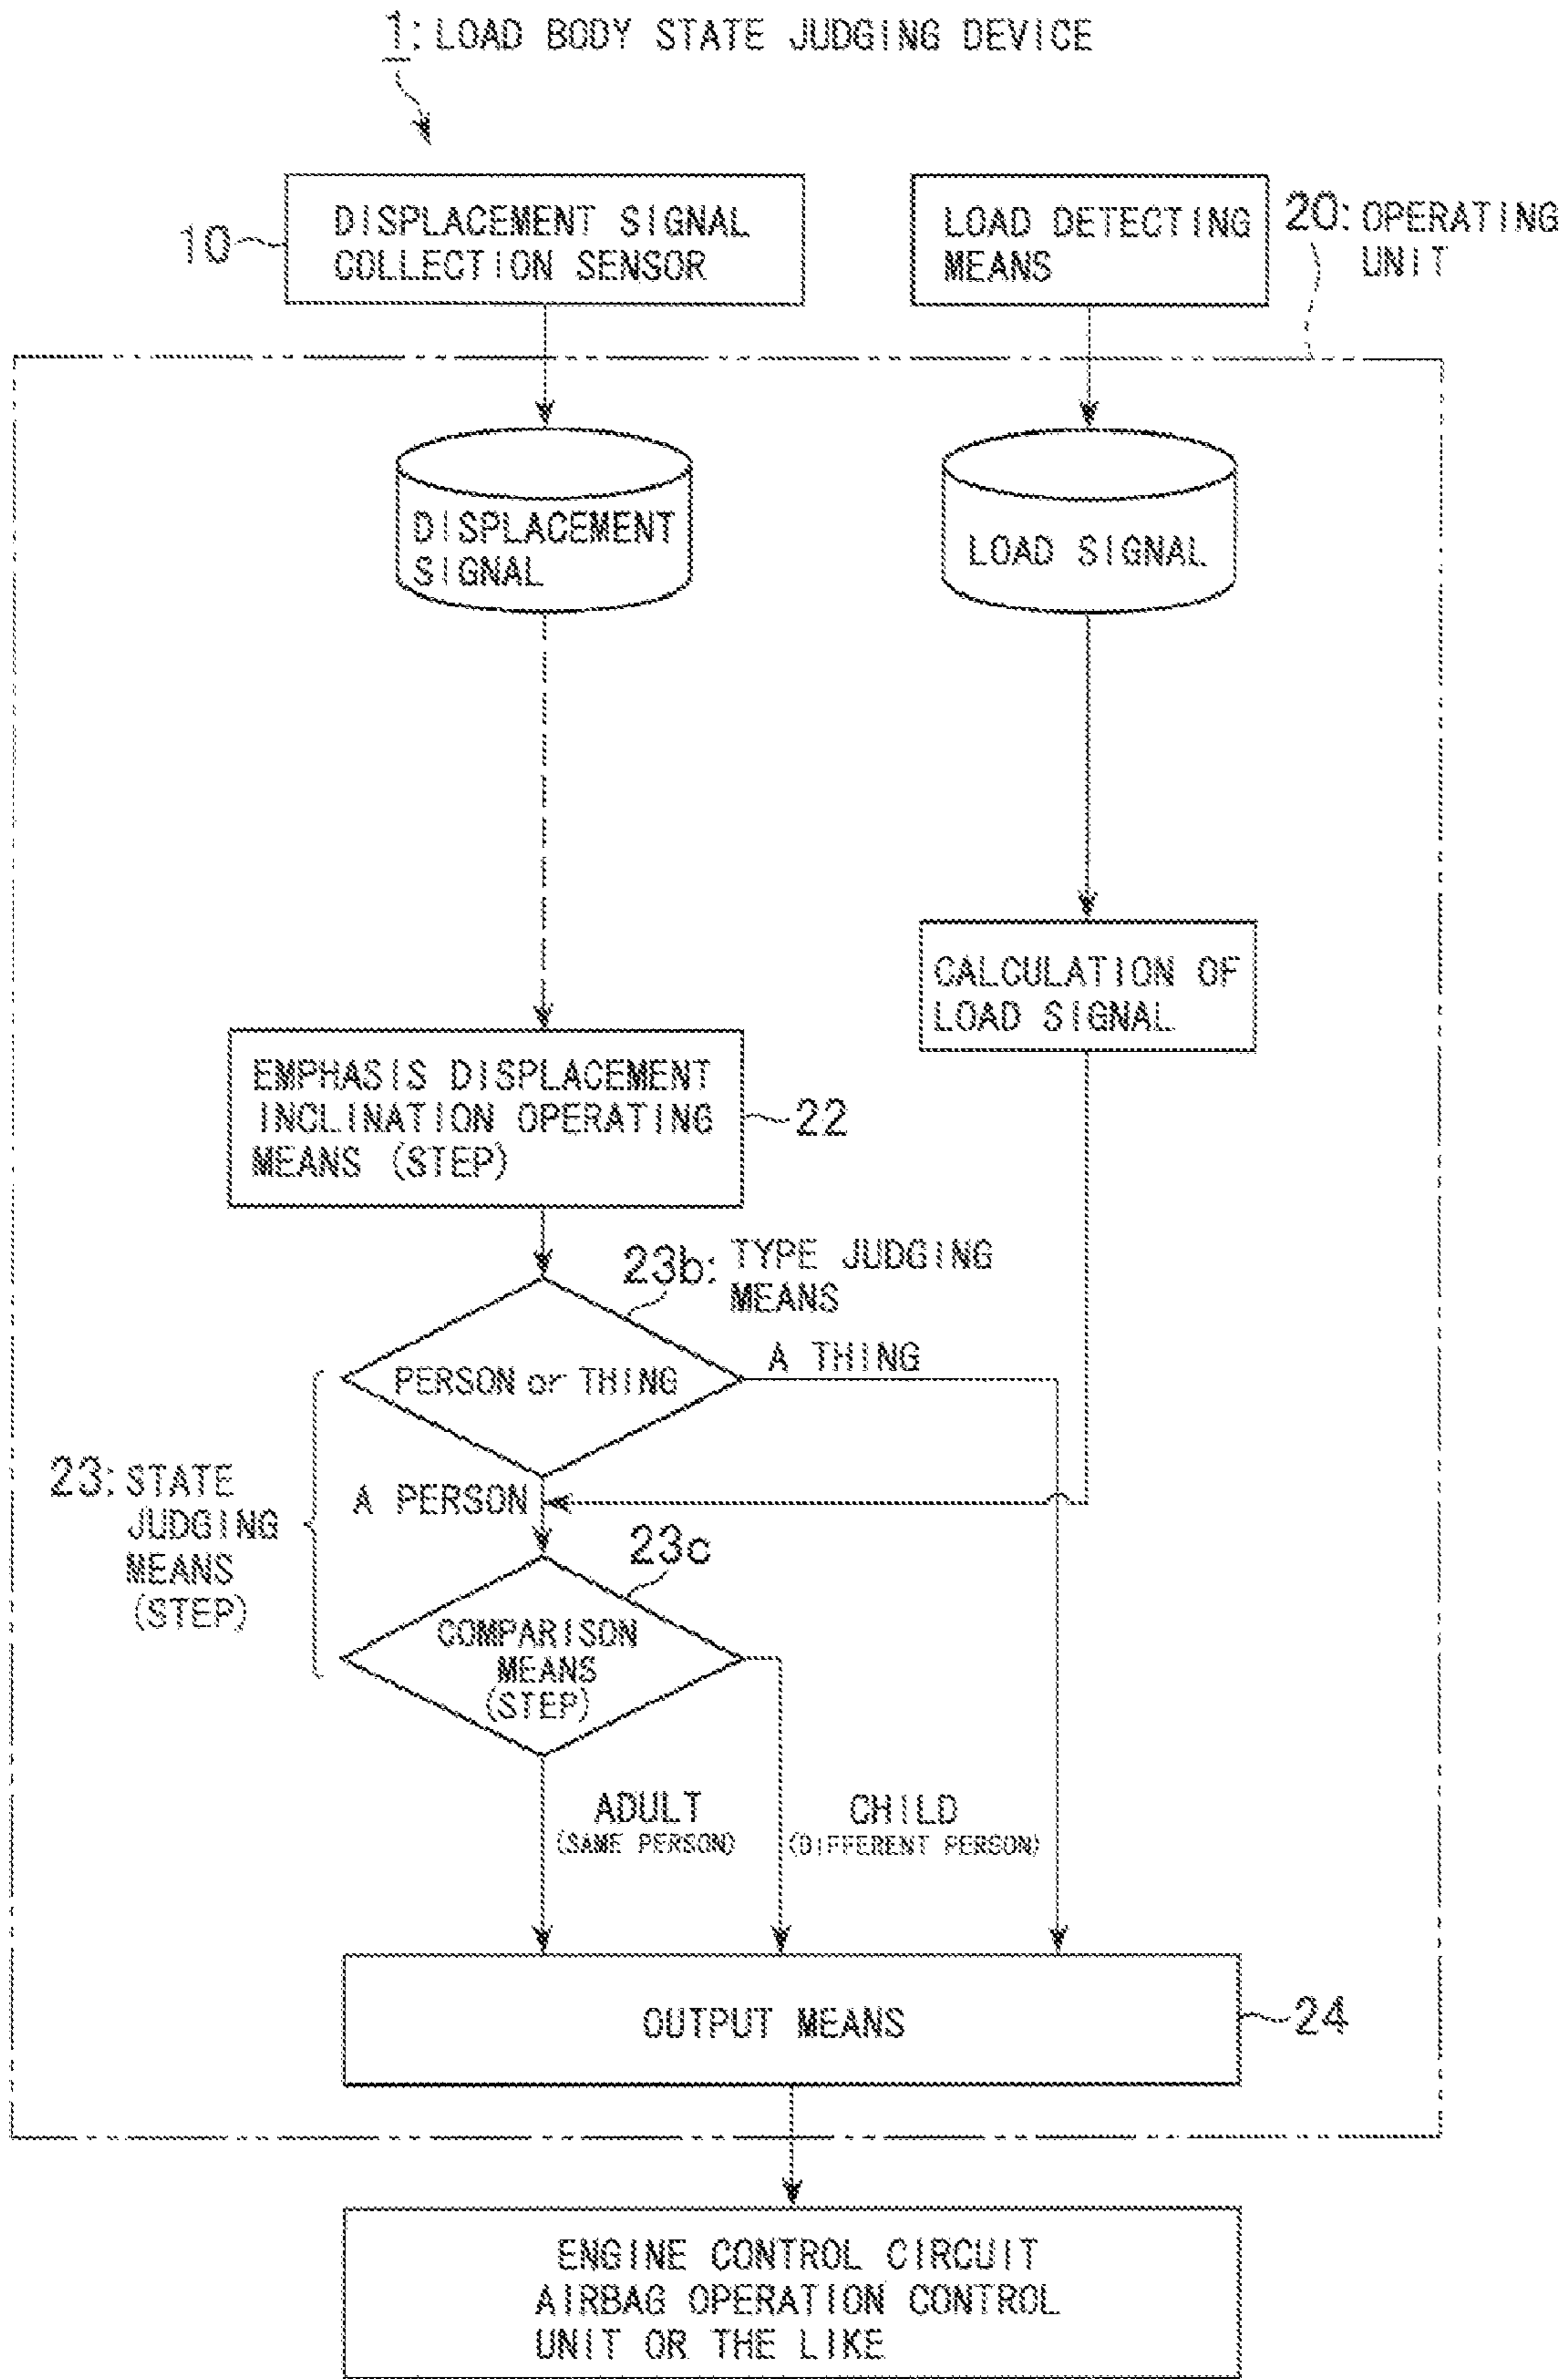 1: LOAD BODY STATE JUDGING DEVICE
10
DISPLACEMENT SIGNAL
COLLECTION SENSOR
LOAD DETECTING
MEANS
20: OPERATING
UNIT
DISPLACEMENT
SIGNAL
LOAD SIGNAL
CALCULATION OF
LOAD SIGNAL
EMPHASIS DISPLACEMENT
INCLINATION OPERATING
MEANS (STEP)
22
23b: TYPE JUDGING
MEANS
A THING
PERSON or THING
23: STATE
JUDGING
MEANS
(STEP)
A PERSON
23c
COMPARISON
MEANS
(STEP)
ADULT
(SAME PERSON)
CHILD
(DIFFERENT PERSON)
OUTPUT MEANS
24
ENGINE CONTROL CIRCUIT
AIRBAG OPERATION CONTROL
UNIT OR THE LIKE